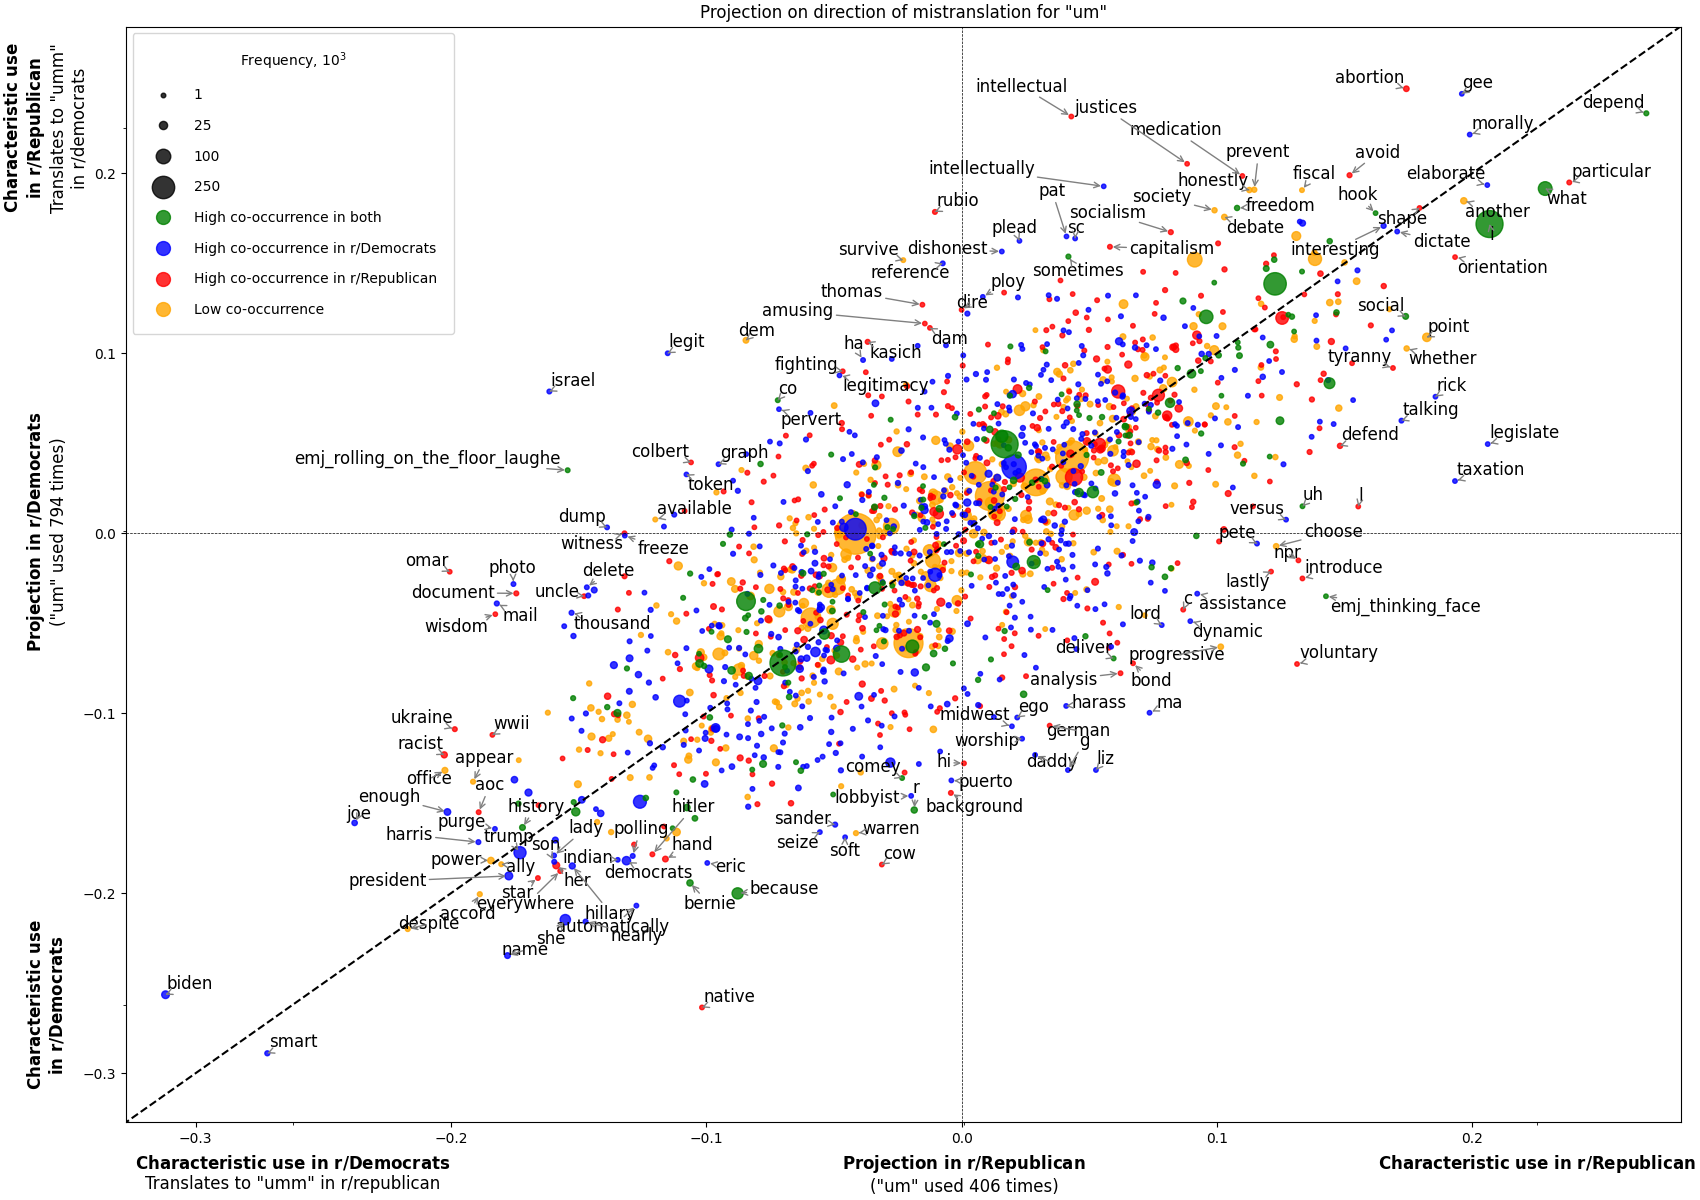 Projection on direction of mistranslation for "um"
Frequency, 10³
1
25
100
250
High co-occurrence in both
High co-occurrence in r/Democrats
High co-occurrence in r/Republican
Low co-occurrence
Characteristic use
in r/Republican
Translates to "umm"
in r/democrats
Projection in r/Democrats
("um" used 794 times)
Characteristic use
in r/Democrats
0.2
0.1
0.0
−0.1
−0.2
−0.3
intellectual
abortion
gee
justices
depend
medication
morally
prevent
avoid
intellectually
honestly
fiscal
elaborate
particular
pat
society
hook
what
rubio
socialism
freedom
shape
another
plead
sc
debate
I
survive
dishonest
capitalism
interesting
dictate
reference
sometimes
orientation
thomas
ploy
amusing
dire
social
dem
dam
point
legit
ha
kasich
tyranny
whether
israel
fighting
legitimacy
rick
co
pervert
talking
colbert
graph
defend
legislate
emj_rolling_on_the_floor_laughe
token
taxation
available
uh
l
dump
versus
witness
freeze
pete
choose
omar
photo
delete
npr
introduce
document
uncle
lastly
c
assistance
emj_thinking_face
wisdom
mail
thousand
lord
dynamic
deliver
progressive
voluntary
analysis
bond
ukraine
wwii
midwest
ego
harass
ma
racist
appear
worship
german
g
office
aoc
comey
hi
daddy
liz
enough
history
hitler
lobbyist
r
puerto
joe
purge
lady
polling
sander
background
harris
trump
son
indian
hand
seize
soft
warren
power
ally
democrats
eric
cow
president
star
her
because
everywhere
bernie
accord
hillary
despite
automatically
she
nearly
name
biden
native
smart
−0.3
−0.2
−0.1
0.0
0.1
0.2
Characteristic use in r/Democrats
Translates to "umm" in r/republican
Projection in r/Republican
("um" used 406 times)
Characteristic use in r/Republican